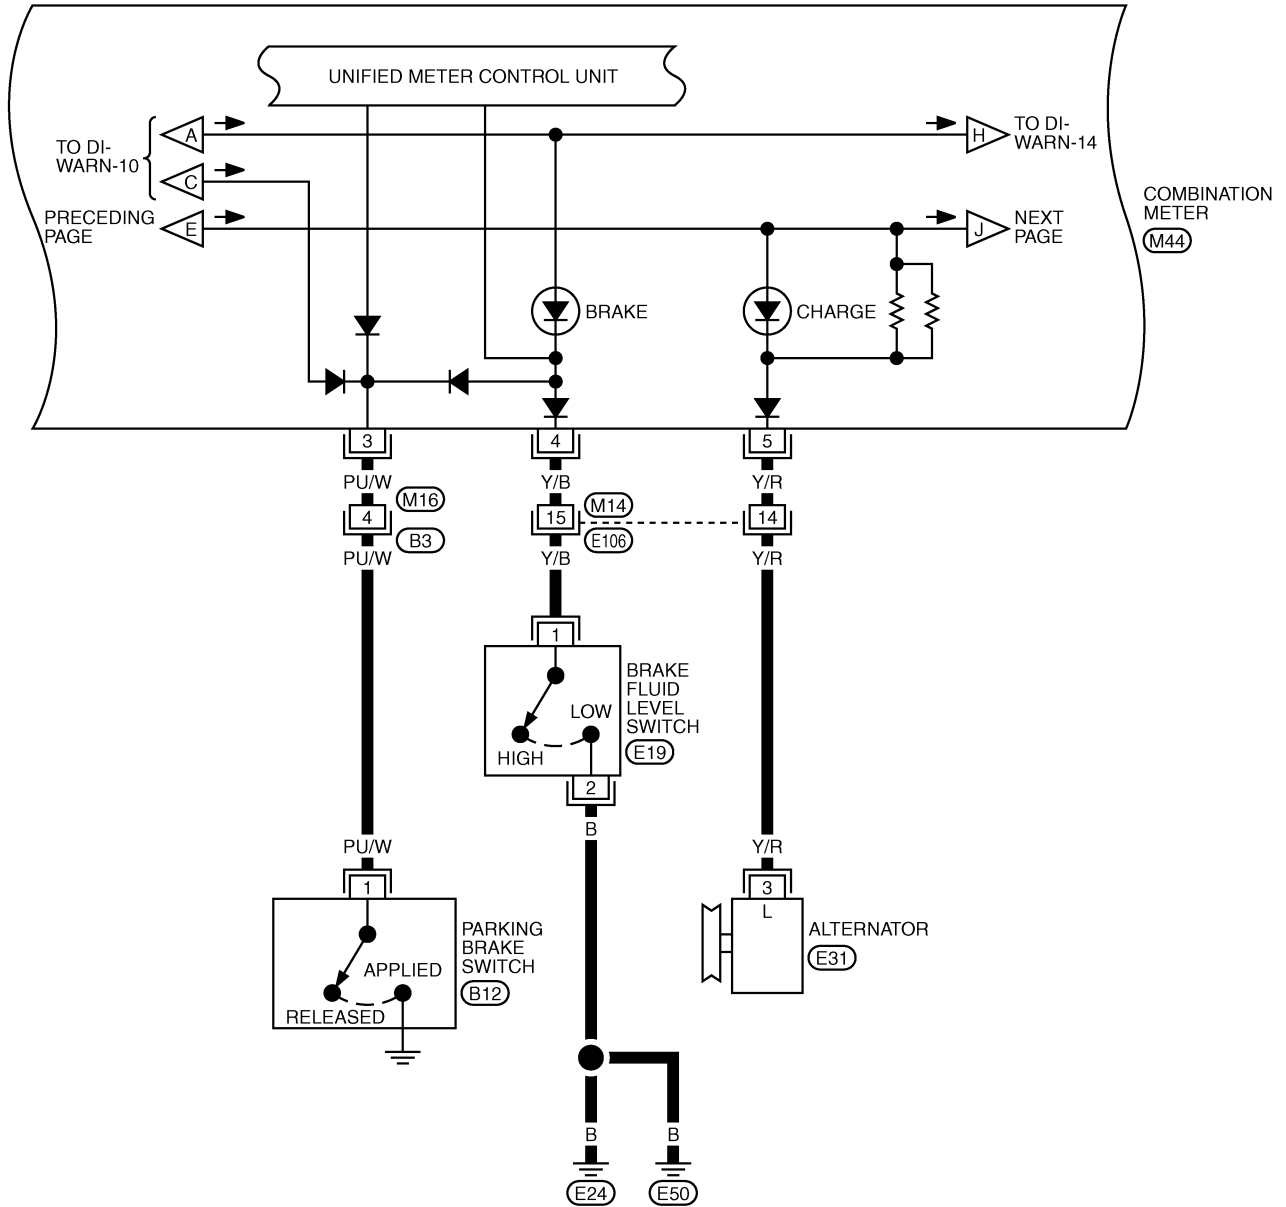 UNIFIED METER CONTROL UNIT
TO DI-
WARN-10
A
C
H
TO DI-
WARN-14
PRECEDING
PAGE
E
J
NEXT
PAGE
COMBINATION
METER
M44
BRAKE
CHARGE
3
4
5
PU/W
Y/B
Y/R
M16
M14
4
15
14
B3
E106
PU/W
Y/B
Y/R
1
BRAKE
FLUID
LEVEL
SWITCH
E19
LOW
HIGH
2
B
PU/W
Y/R
1
3
L
PARKING
BRAKE
SWITCH
B12
APPLIED
RELEASED
ALTERNATOR
E31
B
B
E24
E50